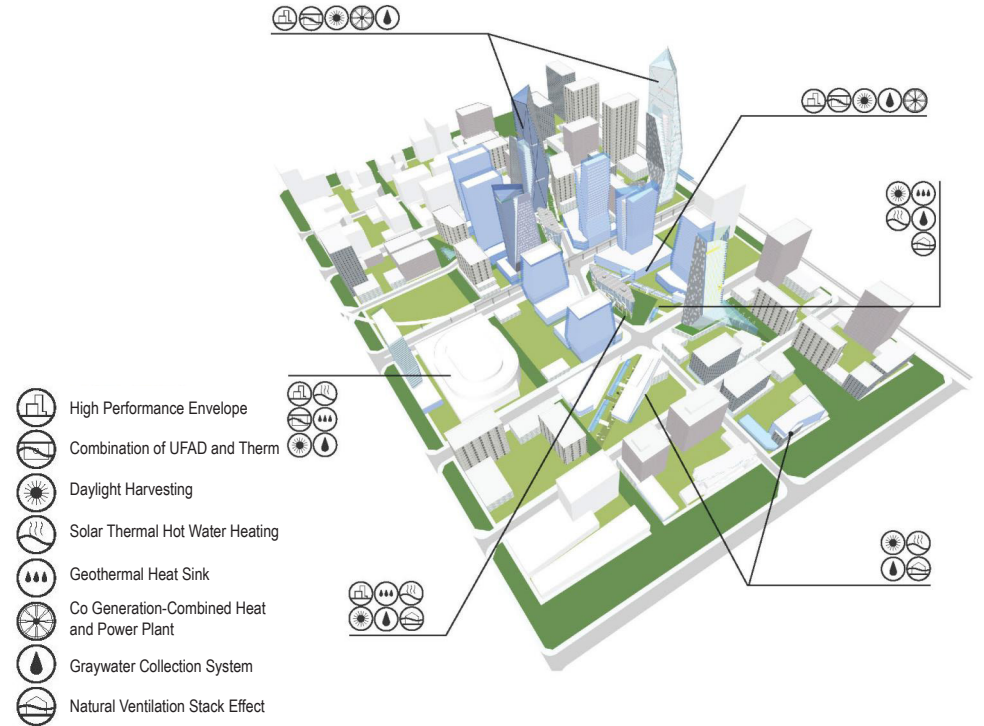 High Performance Envelope
Combination of UFAD and Therm
Daylight Harvesting
Solar Thermal Hot Water Heating
Geothermal Heat Sink
Co Generation-Combined Heat
and Power Plant
Graywater Collection System
Natural Ventilation Stack Effect